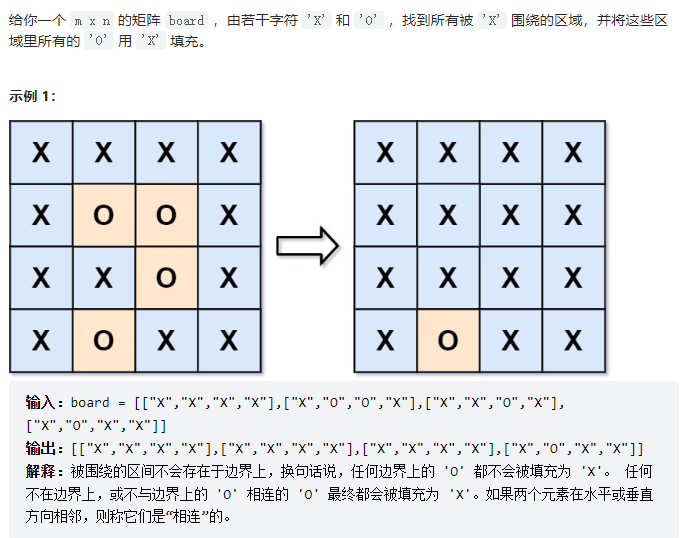 给你一个 m x n 的矩阵 board ，由若干字符 'X' 和 'O' ，找到所有被 'X' 围绕的区域，并将这些区
域里所有的 'O' 用 'X' 填充。
示例 1：
X X X X X X X X
X O O X X X X X
X X O X X X X X
X O X X X O X X
输入：board = [["X","X","X","X"],["X","O","O","X"],["X","X","O","X"],
["X","O","X","X"]]
输出：[["X","X","X","X"],["X","X","X","X"],["X","X","X","X"],["X","O","X","X"]]
解释：被围绕的区间不会存在于边界上，换句话说，任何边界上的 'O' 都不会被填充为 'X'。 任何
不在边界上，或不与边界上的 'O' 相连的 'O' 最终都会被填充为 'X'。如果两个元素在水平或垂直
方向相邻，则称它们是“相连”的。